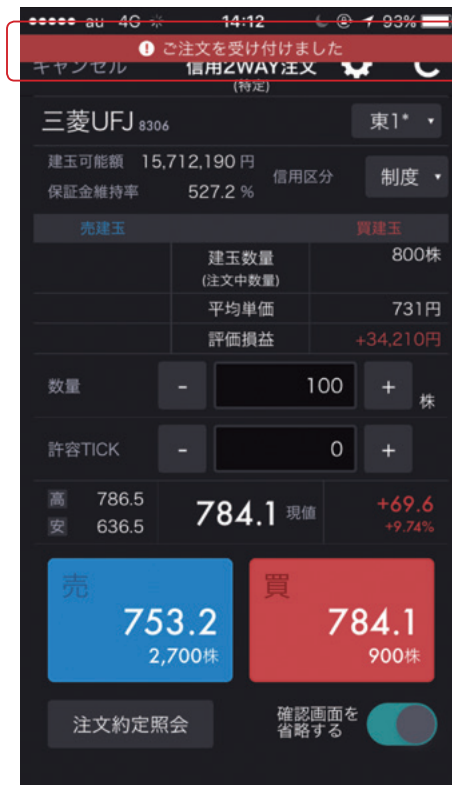 au 4G 14:12 93%
ご注文を受け付けました
キャンセル 信用2WAY注文
(特定)
三菱UFJ 8306 東1*
建玉可能額 15,712,190 円
信用区分 制度
保証金維持率 527.2 %
売建玉 買建玉
建玉数量 800株
(注文中数量)
平均単価 731円
評価損益 +34,210円
数量 - 100 + 株
許容TICK - 0 +
高 786.5 784.1 現値 +69.6
安 636.5 +9.74%
売 買
753.2 784.1
2,700株 900株
注文約定照会 確認画面を
省略する